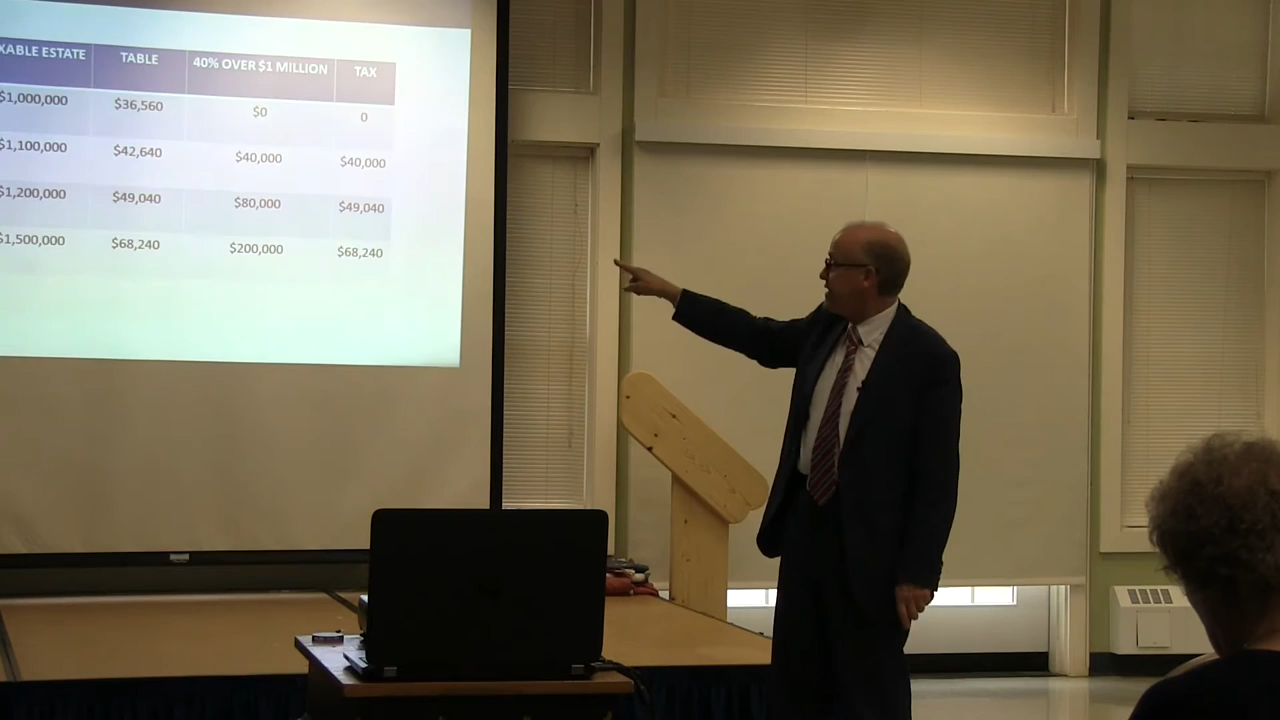 XABLE ESTATE TABLE 40% OVER $1 MILLION TAX
$1,000,000 $36,560 $0 0
$1,100,000 $42,640 $40,000 $40,000
$1,200,000 $49,040 $80,000 $49,040
$1,500,000 $68,240 $200,000 $68,240